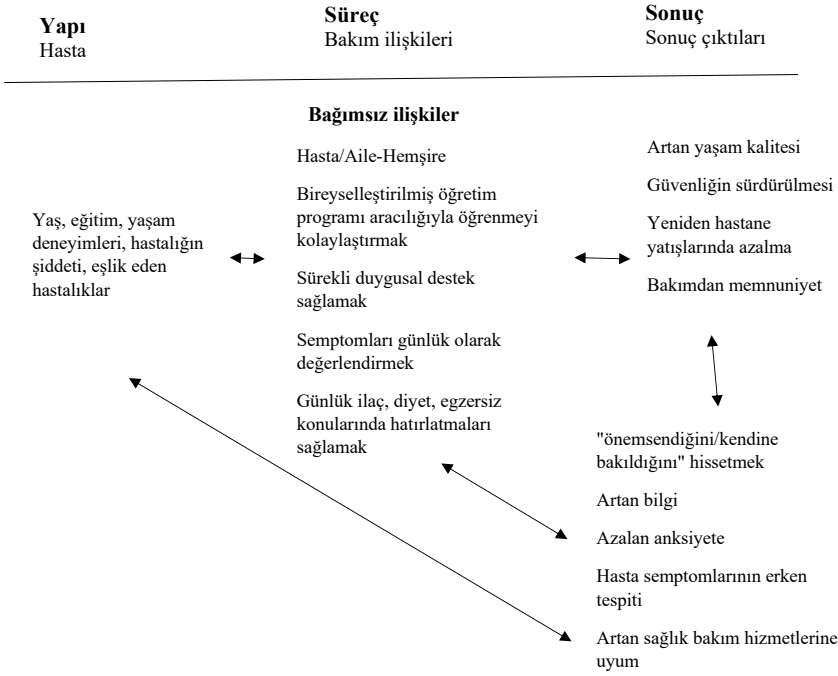 Yapı
Hasta
Süreç
Bakım ilişkileri
Sonuç
Sonuç çıktıları
Yaş, eğitim, yaşam
deneyimleri, hastalığın
şiddeti, eşlik eden
hastalıklar
Bağımsız ilişkiler
Hasta/Aile-Hemşire
Bireyselleştirilmiş öğretim
programı aracılığıyla öğrenmeyi
kolaylaştırmak
Sürekli duygusal destek
sağlamak
Semptomları günlük olarak
değerlendirmek
Günlük ilaç, diyet, egzersiz
konularında hatırlatmaları
sağlamak
Artan yaşam kalitesi
Güvenliğin sürdürülmesi
Yeniden hastane
yatışlarında azalma
Bakımdan memnuniyet
"önemsendiğini/kendine
bakıldığını" hissetmek
Artan bilgi
Azalan anksiyete
Hasta semptomlarının erken
tespiti
Artan sağlık bakım hizmetlerine
uyum